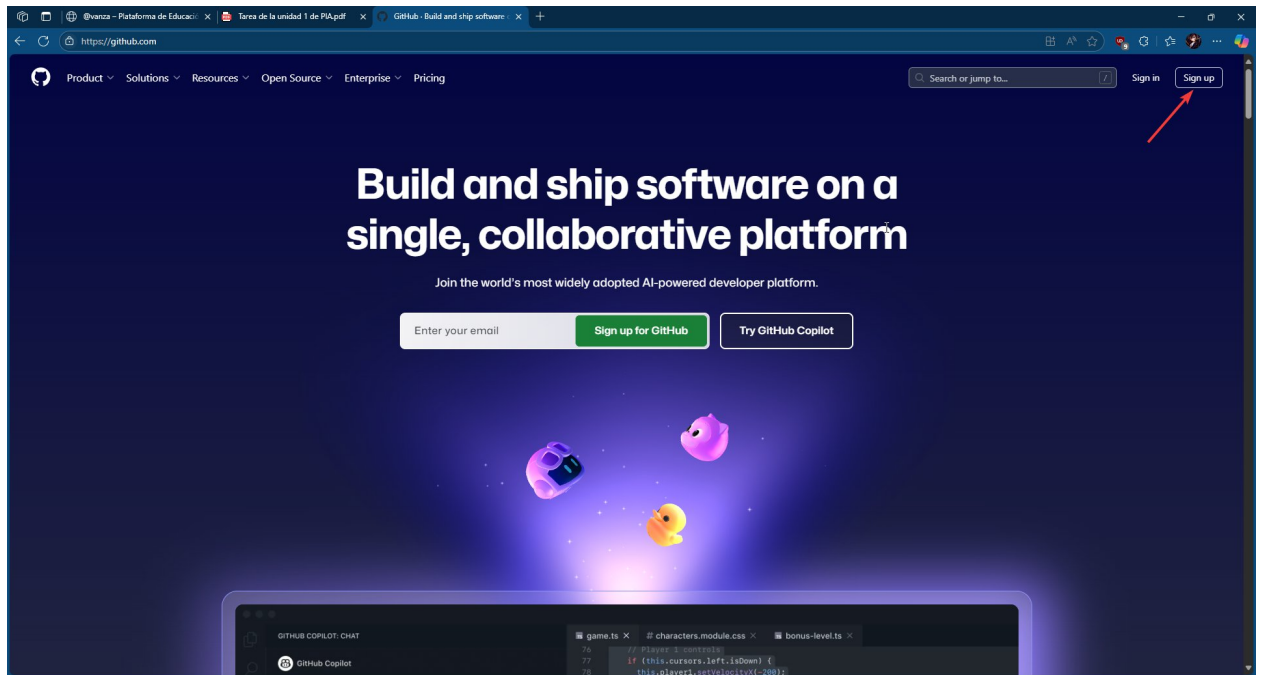 @vanza – Plataforma de Educació
Tarea de la unidad 1 de PIA.pdf
GitHub · Build and ship software
https://github.com
Product
Solutions
Resources
Open Source
Enterprise
Pricing
Search or jump to...
/
Sign in
Sign up
Build and ship software on a
single, collaborative platform
Join the world's most widely adopted AI-powered developer platform.
Enter your email
Sign up for GitHub
Try GitHub Copilot
GITHUB COPILOT: CHAT
game.ts
# characters.module.css
bonus-level.ts
GitHub Copilot
76 // Player 1 controls
77 if (this.cursors.left.isDown) {
78 this.player1.setVelocityX(-200);